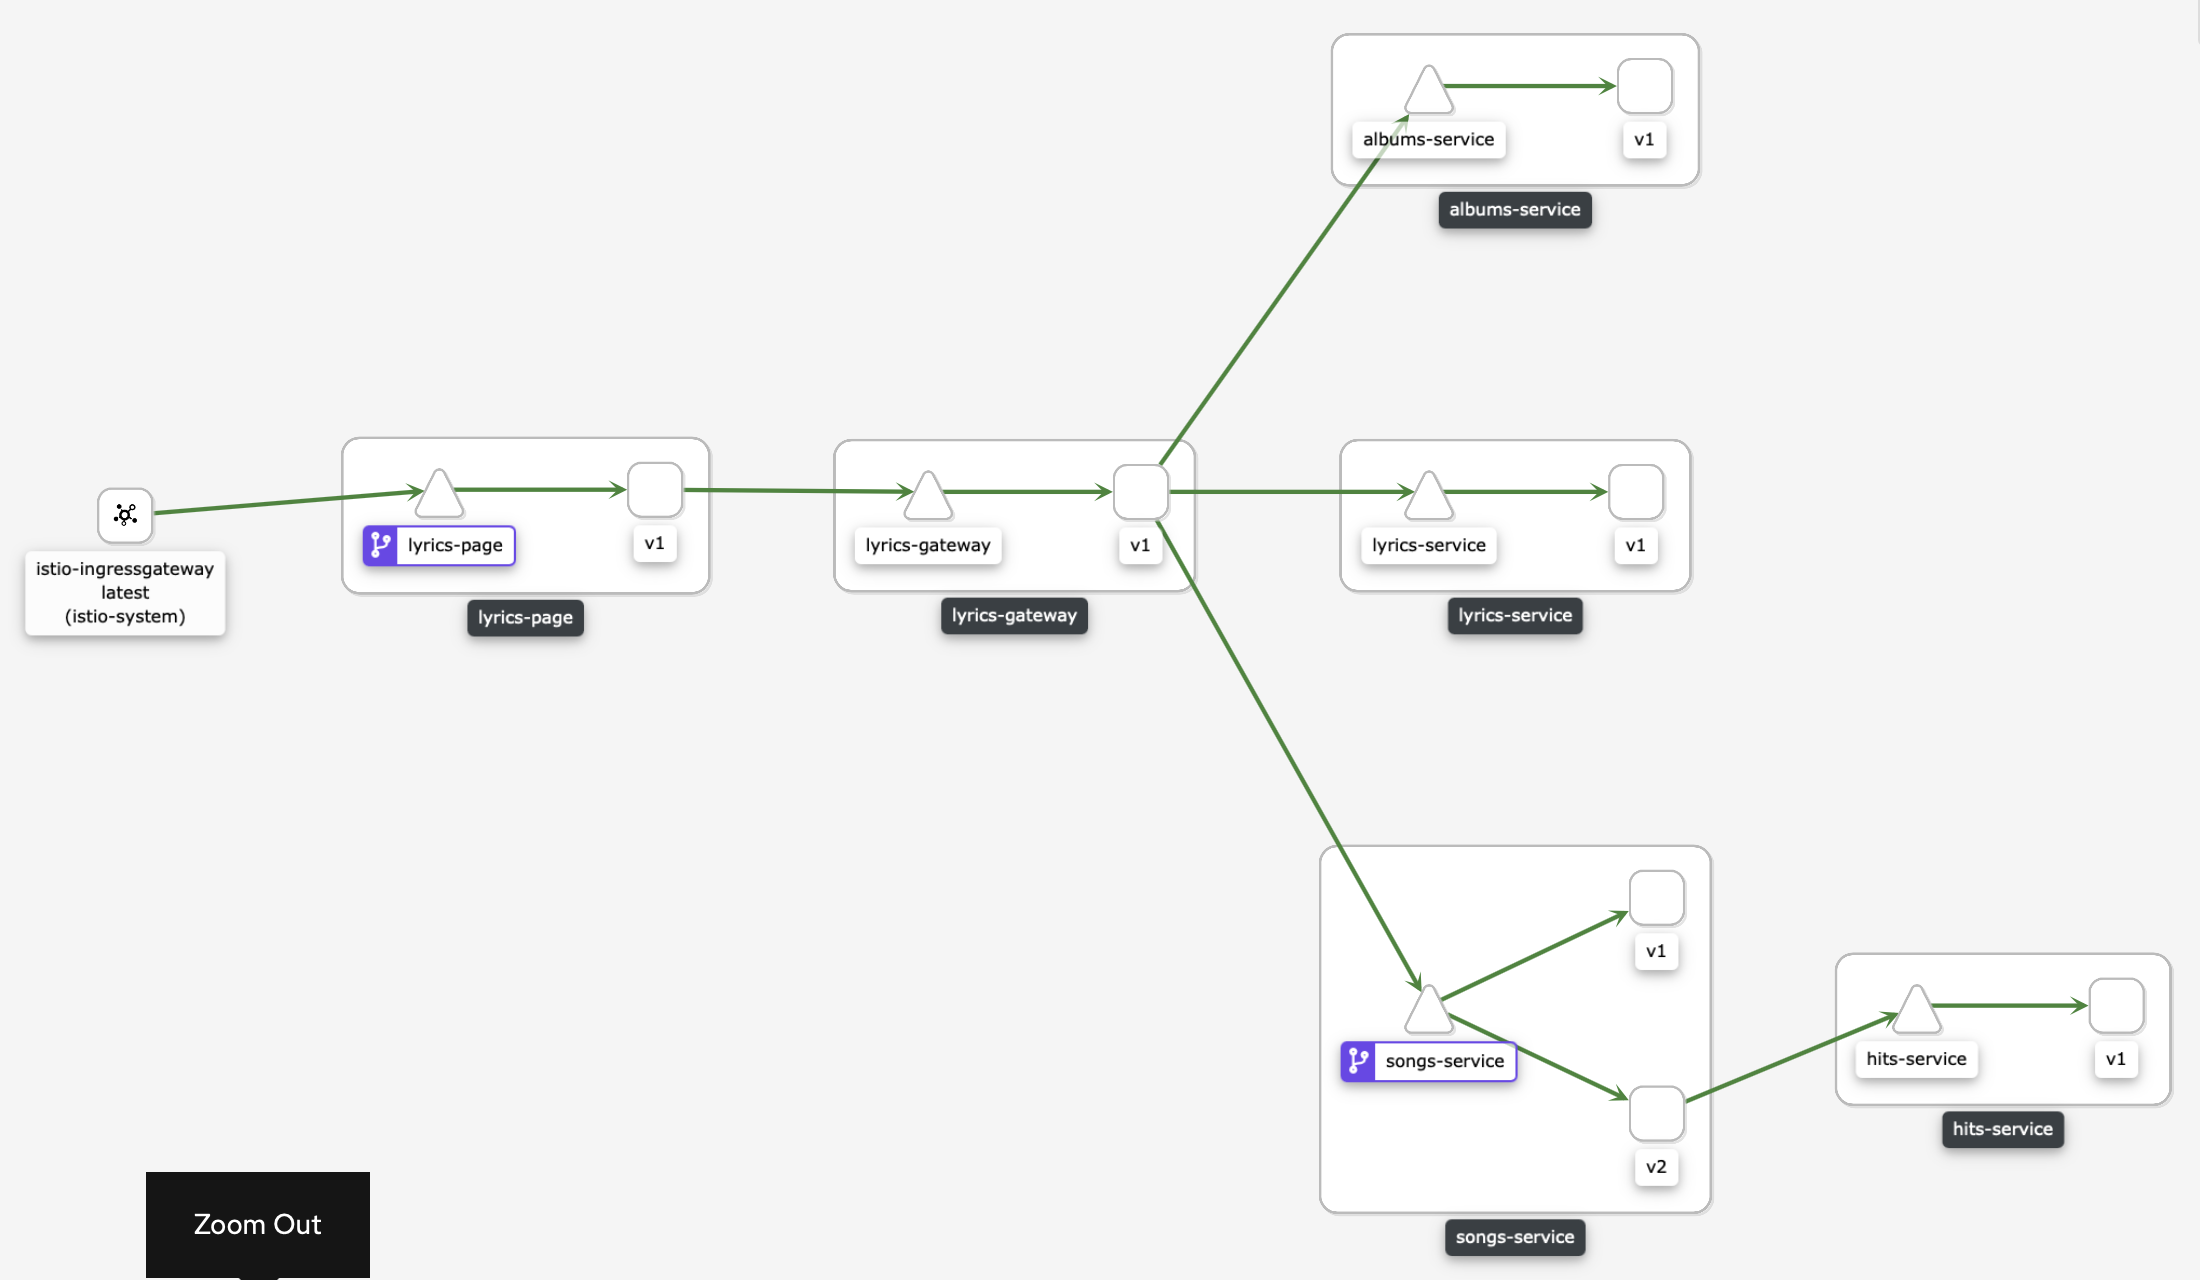 albums-service
v1
albums-service
istio-ingressgateway
latest
(istio-system)
lyrics-page
v1
lyrics-page
lyrics-gateway
v1
lyrics-gateway
lyrics-service
v1
lyrics-service
v1
songs-service
v2
songs-service
hits-service
v1
hits-service
Zoom Out